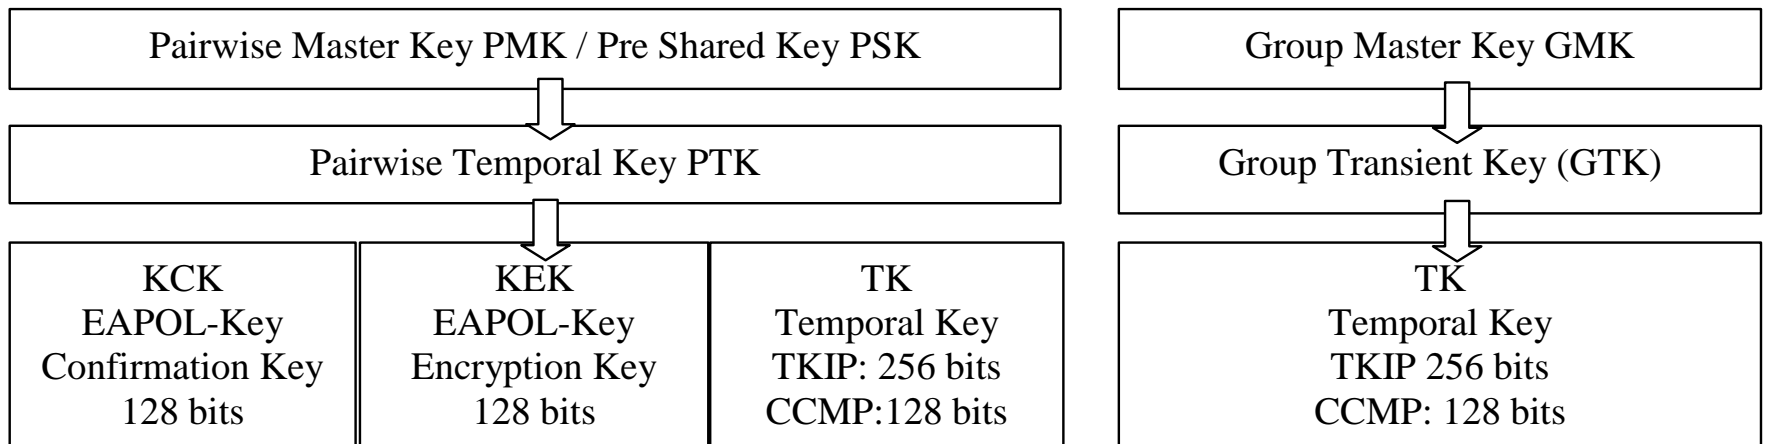 Pairwise Master Key PMK / Pre Shared Key PSK
Group Master Key GMK
Pairwise Temporal Key PTK
Group Transient Key (GTK)
KCK
EAPOL-Key
Confirmation Key
128 bits
KEK
EAPOL-Key
Encryption Key
128 bits
TK
Temporal Key
TKIP: 256 bits
CCMP:128 bits
TK
Temporal Key
TKIP 256 bits
CCMP: 128 bits